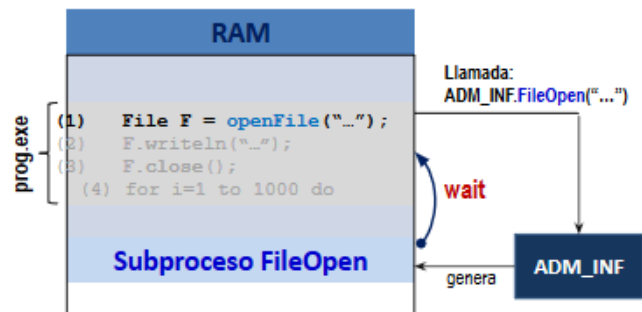 RAM
Llamada:
ADM_INF.FileOpen("...")
prog.exe
(1) File F = openFile("…");
(2) F.writeln("…");
(3) F.close();
(4) for i=1 to 1000 do
wait
Subproceso FileOpen
genera
ADM_INF